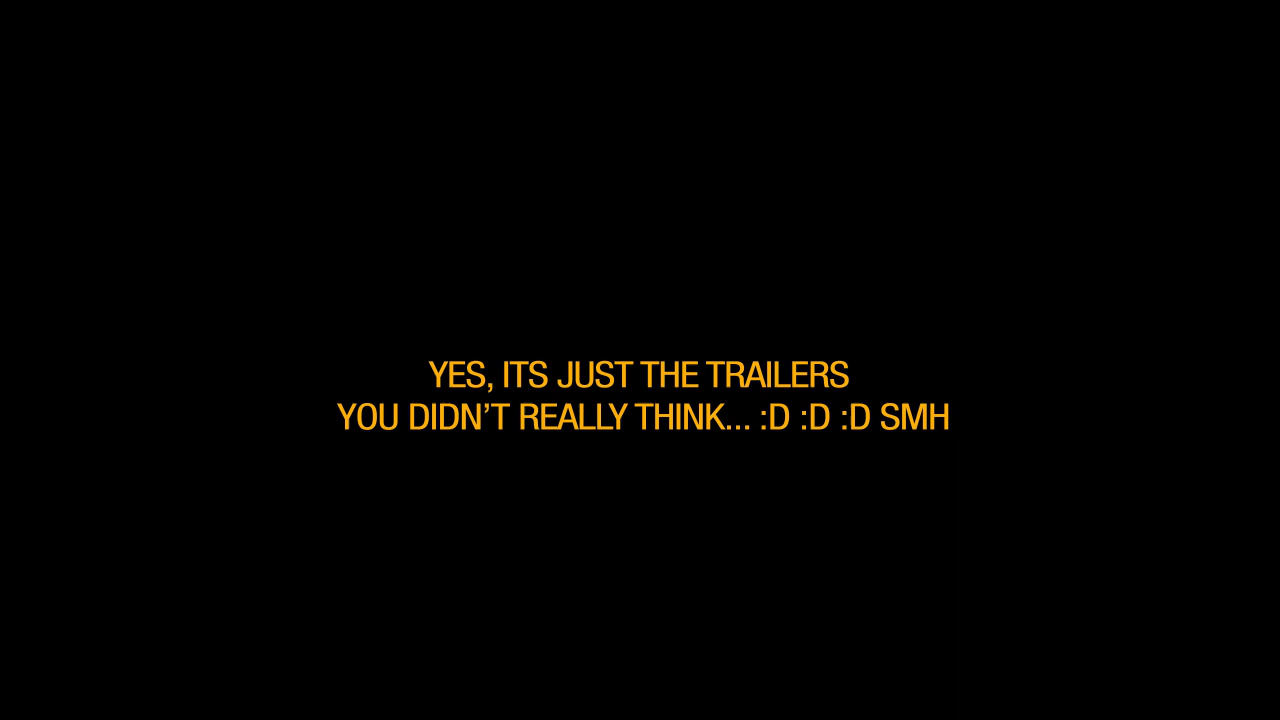 YES, ITS JUST THE TRAILERS
YOU DIDN’T REALLY THINK... :D :D :D SMH